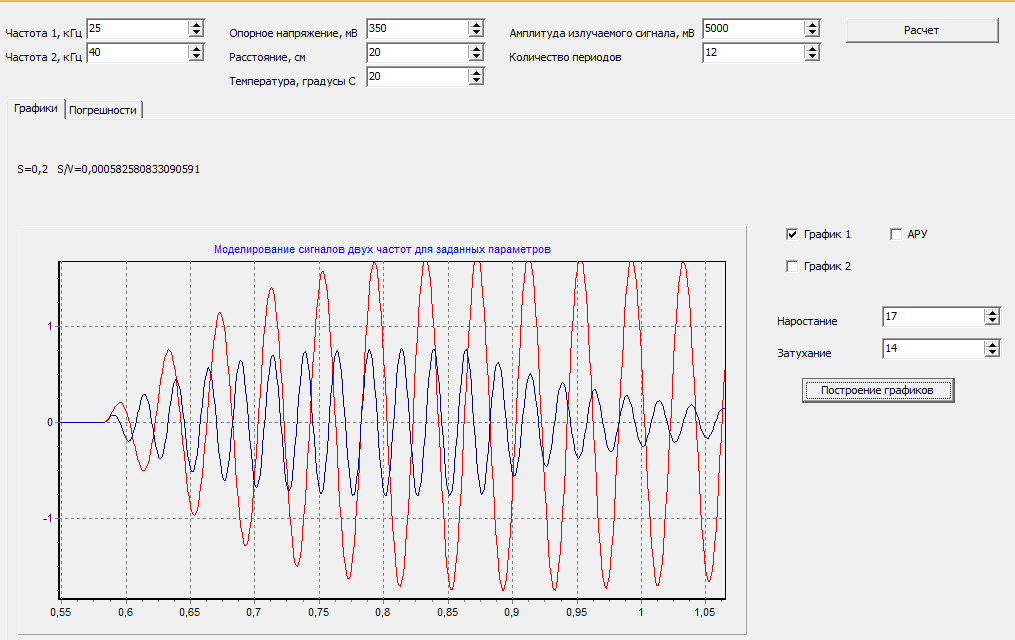 Частота 1, кГц 25 Опорное напряжение, мВ 350 Амплитуда излучаемого сигнала, мВ 5000 Расчет
Частота 2, кГц 40 Расстояние, см 20 Количество периодов 12
Температура, градусы С 20
Графики Погрешности
S=0,2 S/V=0,000582580833090591
Моделирование сигналов двух частот для заданных параметров
График 1 АРУ
График 2
Наростание 17
Затухание 14
Построение графиков
1
0
-1
0,55 0,6 0,65 0,7 0,75 0,8 0,85 0,9 0,95 1 1,05